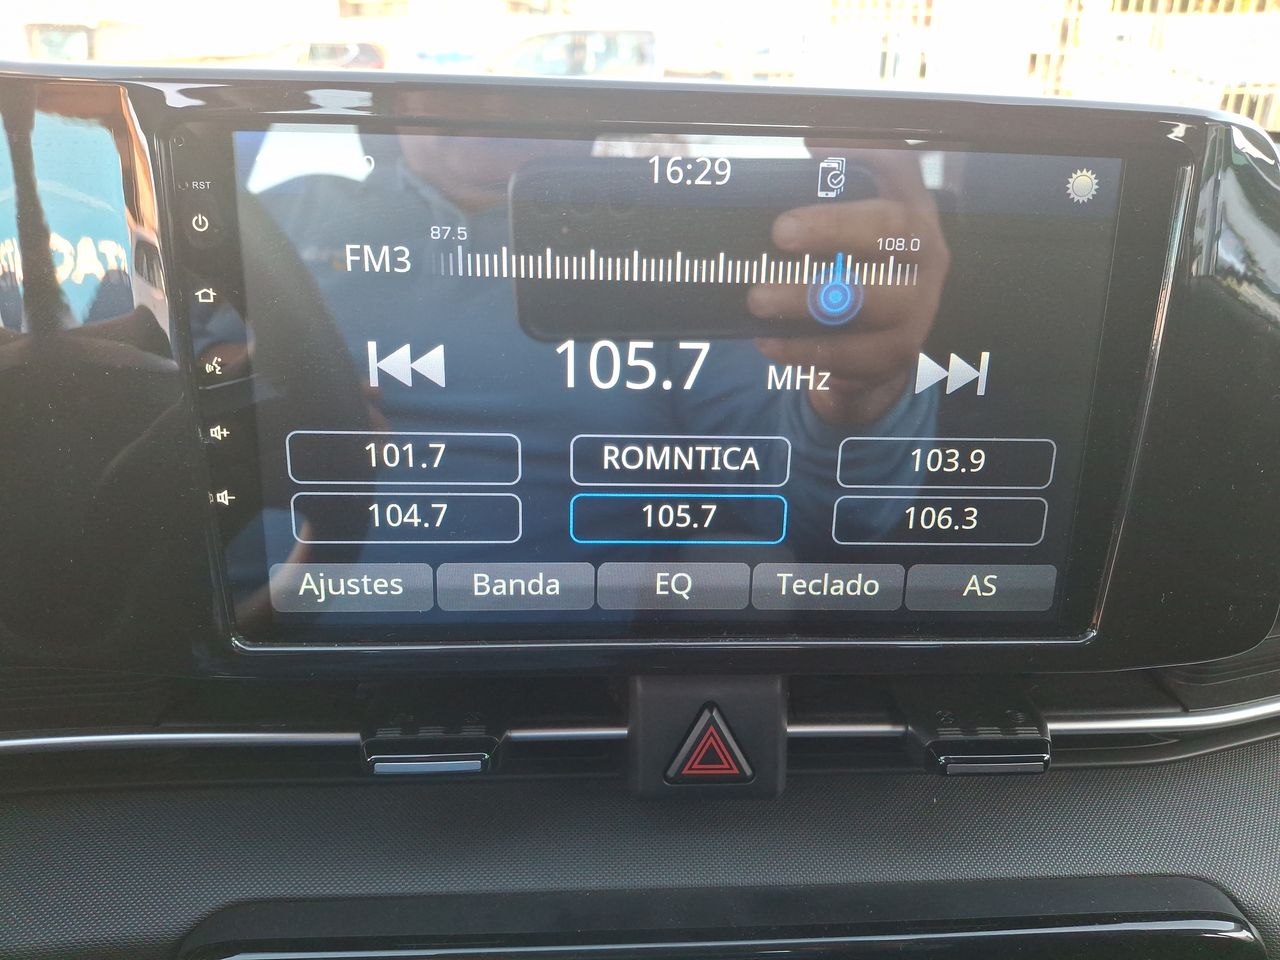 RST
16:29
FM3
87.5
108.0
105.7 MHz
101.7
ROMNTICA
103.9
104.7
105.7
106.3
Ajustes
Banda
EQ
Teclado
AS